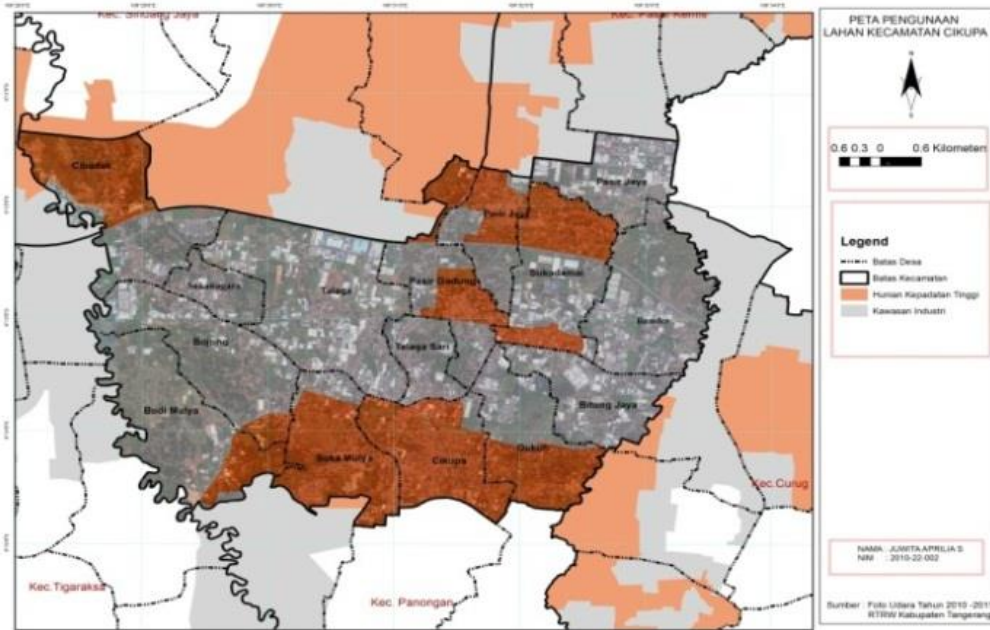 Kec. Sindang Jaya
Kec. Pasar Kemis
Cibadak
Pasir Jaya
Sukadamai
Pasir Gadung
Talaga
Talaga Sari
Bojong
Budi Mulya
Bitung Jaya
Suka Mulya
Cikupa
Dukuh
Kec.Curug
Kec.Tigaraksa
Kec. Panongan
PETA PENGUNAAN
LAHAN KECAMATAN CIKUPA
0.6 0.3 0 0.6 Kilometers
Legend
Batas Desa
Batas Kecamatan
Hunian Kepadatan Tinggi
Kawasan Industri
NAMA : JUWITA APRILIA S
NIM : 2010-22-002
Sumber : Foto Udara Tahun 2010 -201
RTRW Kabupaten Tangerang